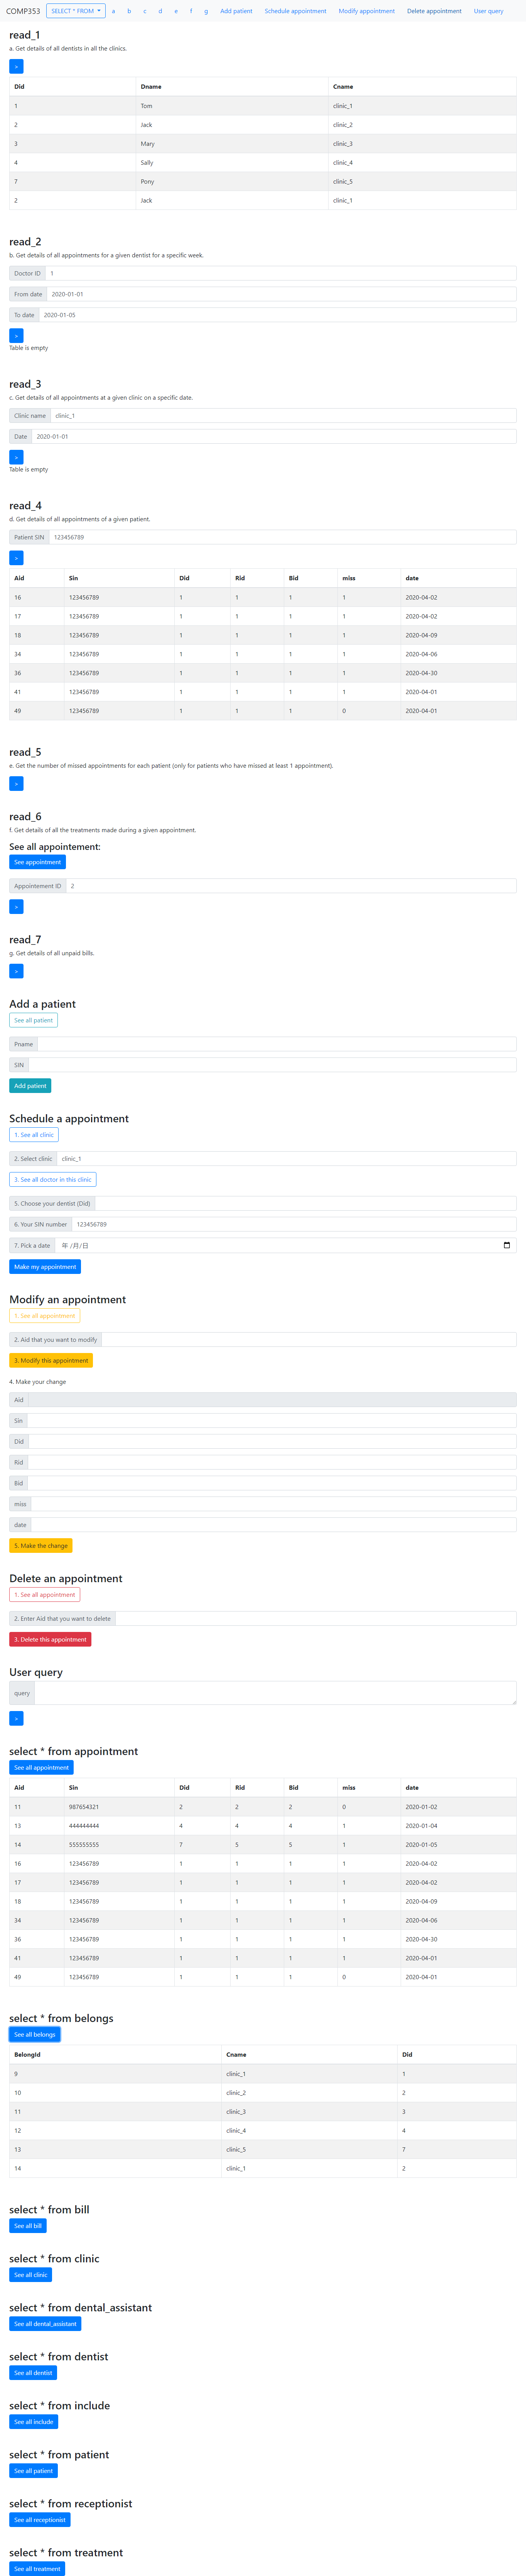 COMP353 SELECT * FROM a b c d e f g Add patient Schedule appointment Modify appointment Delete appointment User query
read_1
a. Get details of all dentists in all the clinics.
>
Did Dname Cname
1 Tom clinic_1
2 Jack clinic_2
3 Mary clinic_3
4 Sally clinic_4
7 Pony clinic_5
2 Jack clinic_1
read_2
b. Get details of all appointments for a given dentist for a specific week.
Doctor ID 1
From date 2020-01-01
To date 2020-01-05
>
Table is empty
read_3
c. Get details of all appointments at a given clinic on a specific date.
Clinic name clinic_1
Date 2020-01-01
>
Table is empty
read_4
d. Get details of all appointments of a given patient.
Patient SIN 123456789
>
Aid Sin Did Rid Bid miss date
16 123456789 1 1 1 1 2020-04-02
17 123456789 1 1 1 1 2020-04-02
18 123456789 1 1 1 1 2020-04-09
34 123456789 1 1 1 1 2020-04-06
36 123456789 1 1 1 1 2020-04-30
41 123456789 1 1 1 1 2020-04-01
49 123456789 1 1 1 0 2020-04-01
read_5
e. Get the number of missed appointments for each patient (only for patients who have missed at least 1 appointment).
>
read_6
f. Get details of all the treatments made during a given appointment.
See all appointement:
See appointment
Appointement ID 2
>
read_7
g. Get details of all unpaid bills.
>
Add a patient
See all patient
Pname
SIN
Add patient
Schedule a appointment
1. See all clinic
2. Select clinic clinic_1
3. See all doctor in this clinic
5. Choose your dentist (Did)
6. Your SIN number 123456789
7. Pick a date 年 /月/日
Make my appointment
Modify an appointment
1. See all appointment
2. Aid that you want to modify
3. Modify this appointment
4. Make your change
Aid
Sin
Did
Rid
Bid
miss
date
5. Make the change
Delete an appointment
1. See all appointment
2. Enter Aid that you want to delete
3. Delete this appointment
User query
query
>
select * from appointment
See all appointment
Aid Sin Did Rid Bid miss date
11 987654321 2 2 2 0 2020-01-02
13 444444444 4 4 4 1 2020-01-04
14 555555555 7 5 5 1 2020-01-05
16 123456789 1 1 1 1 2020-04-02
17 123456789 1 1 1 1 2020-04-02
18 123456789 1 1 1 1 2020-04-09
34 123456789 1 1 1 1 2020-04-06
36 123456789 1 1 1 1 2020-04-30
41 123456789 1 1 1 1 2020-04-01
49 123456789 1 1 1 0 2020-04-01
select * from belongs
See all belongs
BelongId Cname Did
9 clinic_1 1
10 clinic_2 2
11 clinic_3 3
12 clinic_4 4
13 clinic_5 7
14 clinic_1 2
select * from bill
See all bill
select * from clinic
See all clinic
select * from dental_assistant
See all dental_assistant
select * from dentist
See all dentist
select * from include
See all include
select * from patient
See all patient
select * from receptionist
See all receptionist
select * from treatment
See all treatment